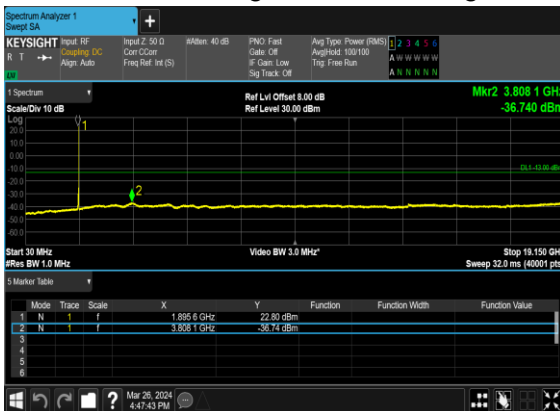 Spectrum Analyzer 1
Swept SA
KEYSIGHT Input: RF Input Z: 50 Ω #Atten: 40 dB PNO: Fast Avg Type: Power (RMS) 1 2 3 4 5 6
R T Coupling: DC Corr CCorr Gate: Off Avg|Hold: 100/100 A W W W W W
Align: Auto Freq Ref: Int (S) IF Gain: Low Trig: Free Run
LV Sig Track: Off A N N N N N
1 Spectrum Ref Lvl Offset 8.00 dB Mkr2 3.808 1 GHz
Scale/Div 10 dB Ref Level 30.00 dBm -36.740 dBm
Log
20.0 1
10.0
0.00
-10.0 DL1 -13.00 dBm
-20.0
-30.0 2
-40.0
-50.0
-60.0
Start 30 MHz Video BW 3.0 MHz* Stop 19.150 GH
#Res BW 1.0 MHz Sweep 32.0 ms (40001 pts
5 Marker Table
Mode Trace Scale X Y Function Function Width Function Value
1 N 1 f 1.895 6 GHz 22.80 dBm
2 N 1 f 3.808 1 GHz -36.74 dBm
3
4
5
6
? Mar 26, 2024
4:47:43 PM